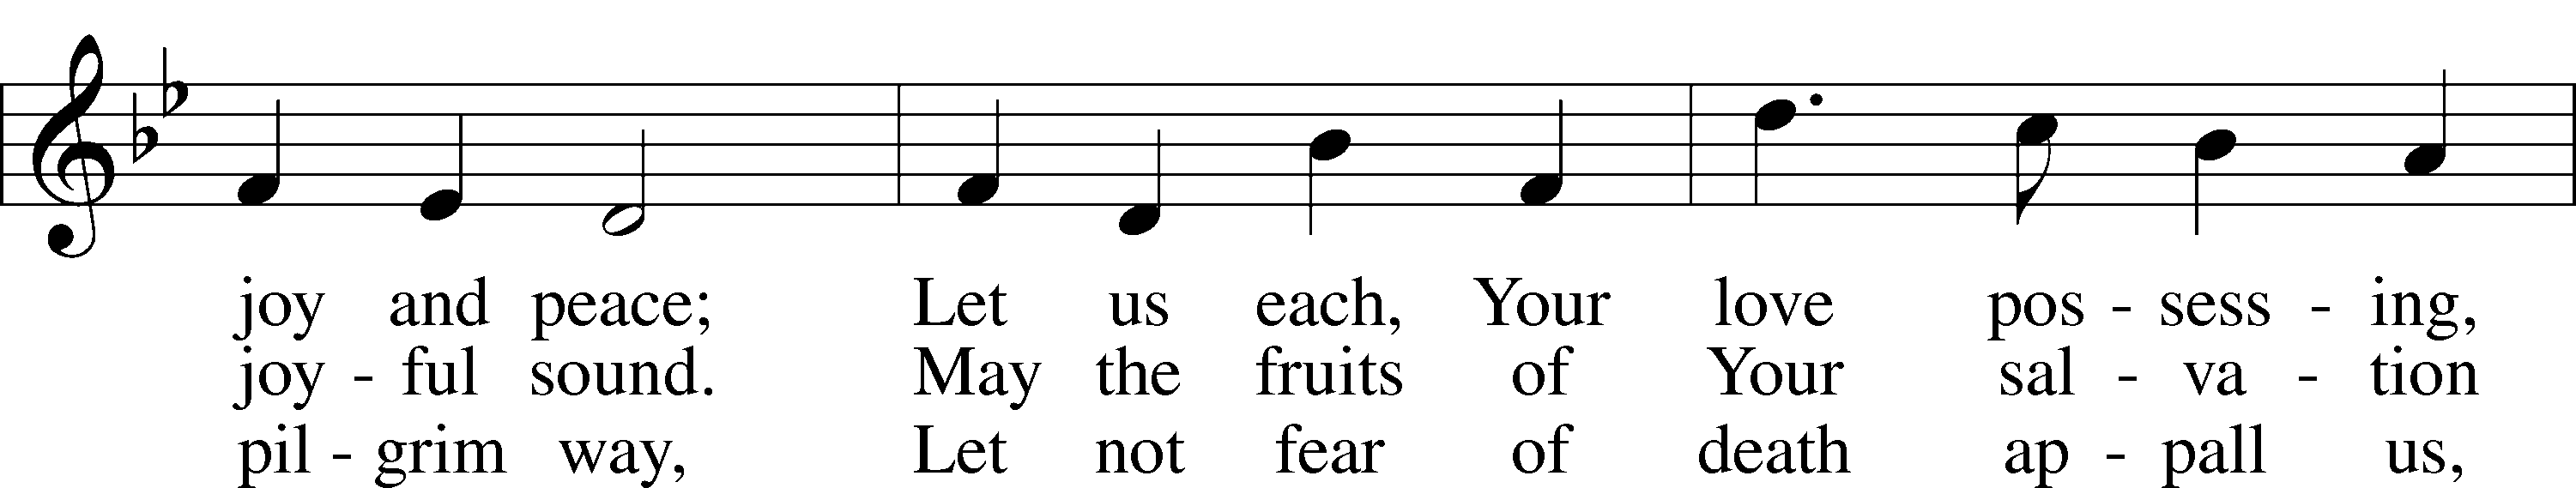 joy and peace; Let us each, Your love pos - sess - ing,
joy - ful sound. May the fruits of Your sal - va - tion
pil - grim way, Let not fear of death ap - pall us,